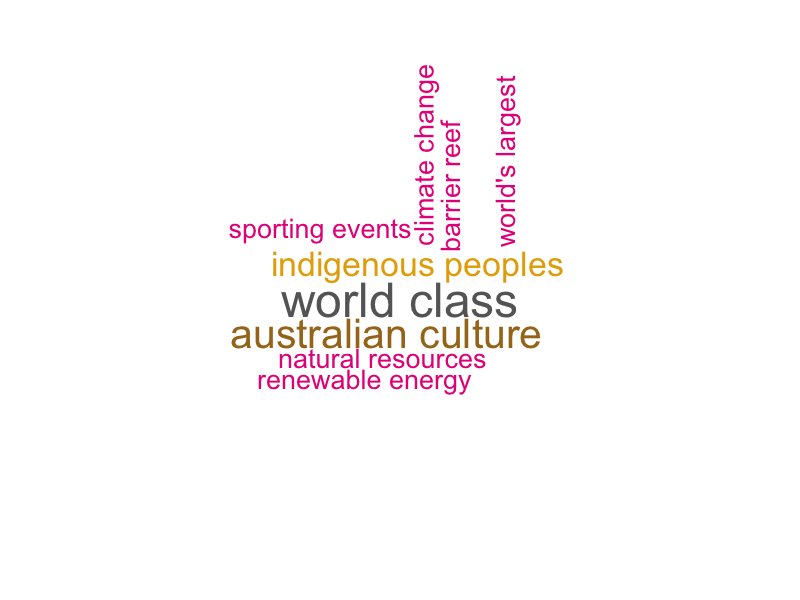 climate change
barrier reef
world's largest
sporting events
indigenous peoples
world class
australian culture
natural resources
renewable energy